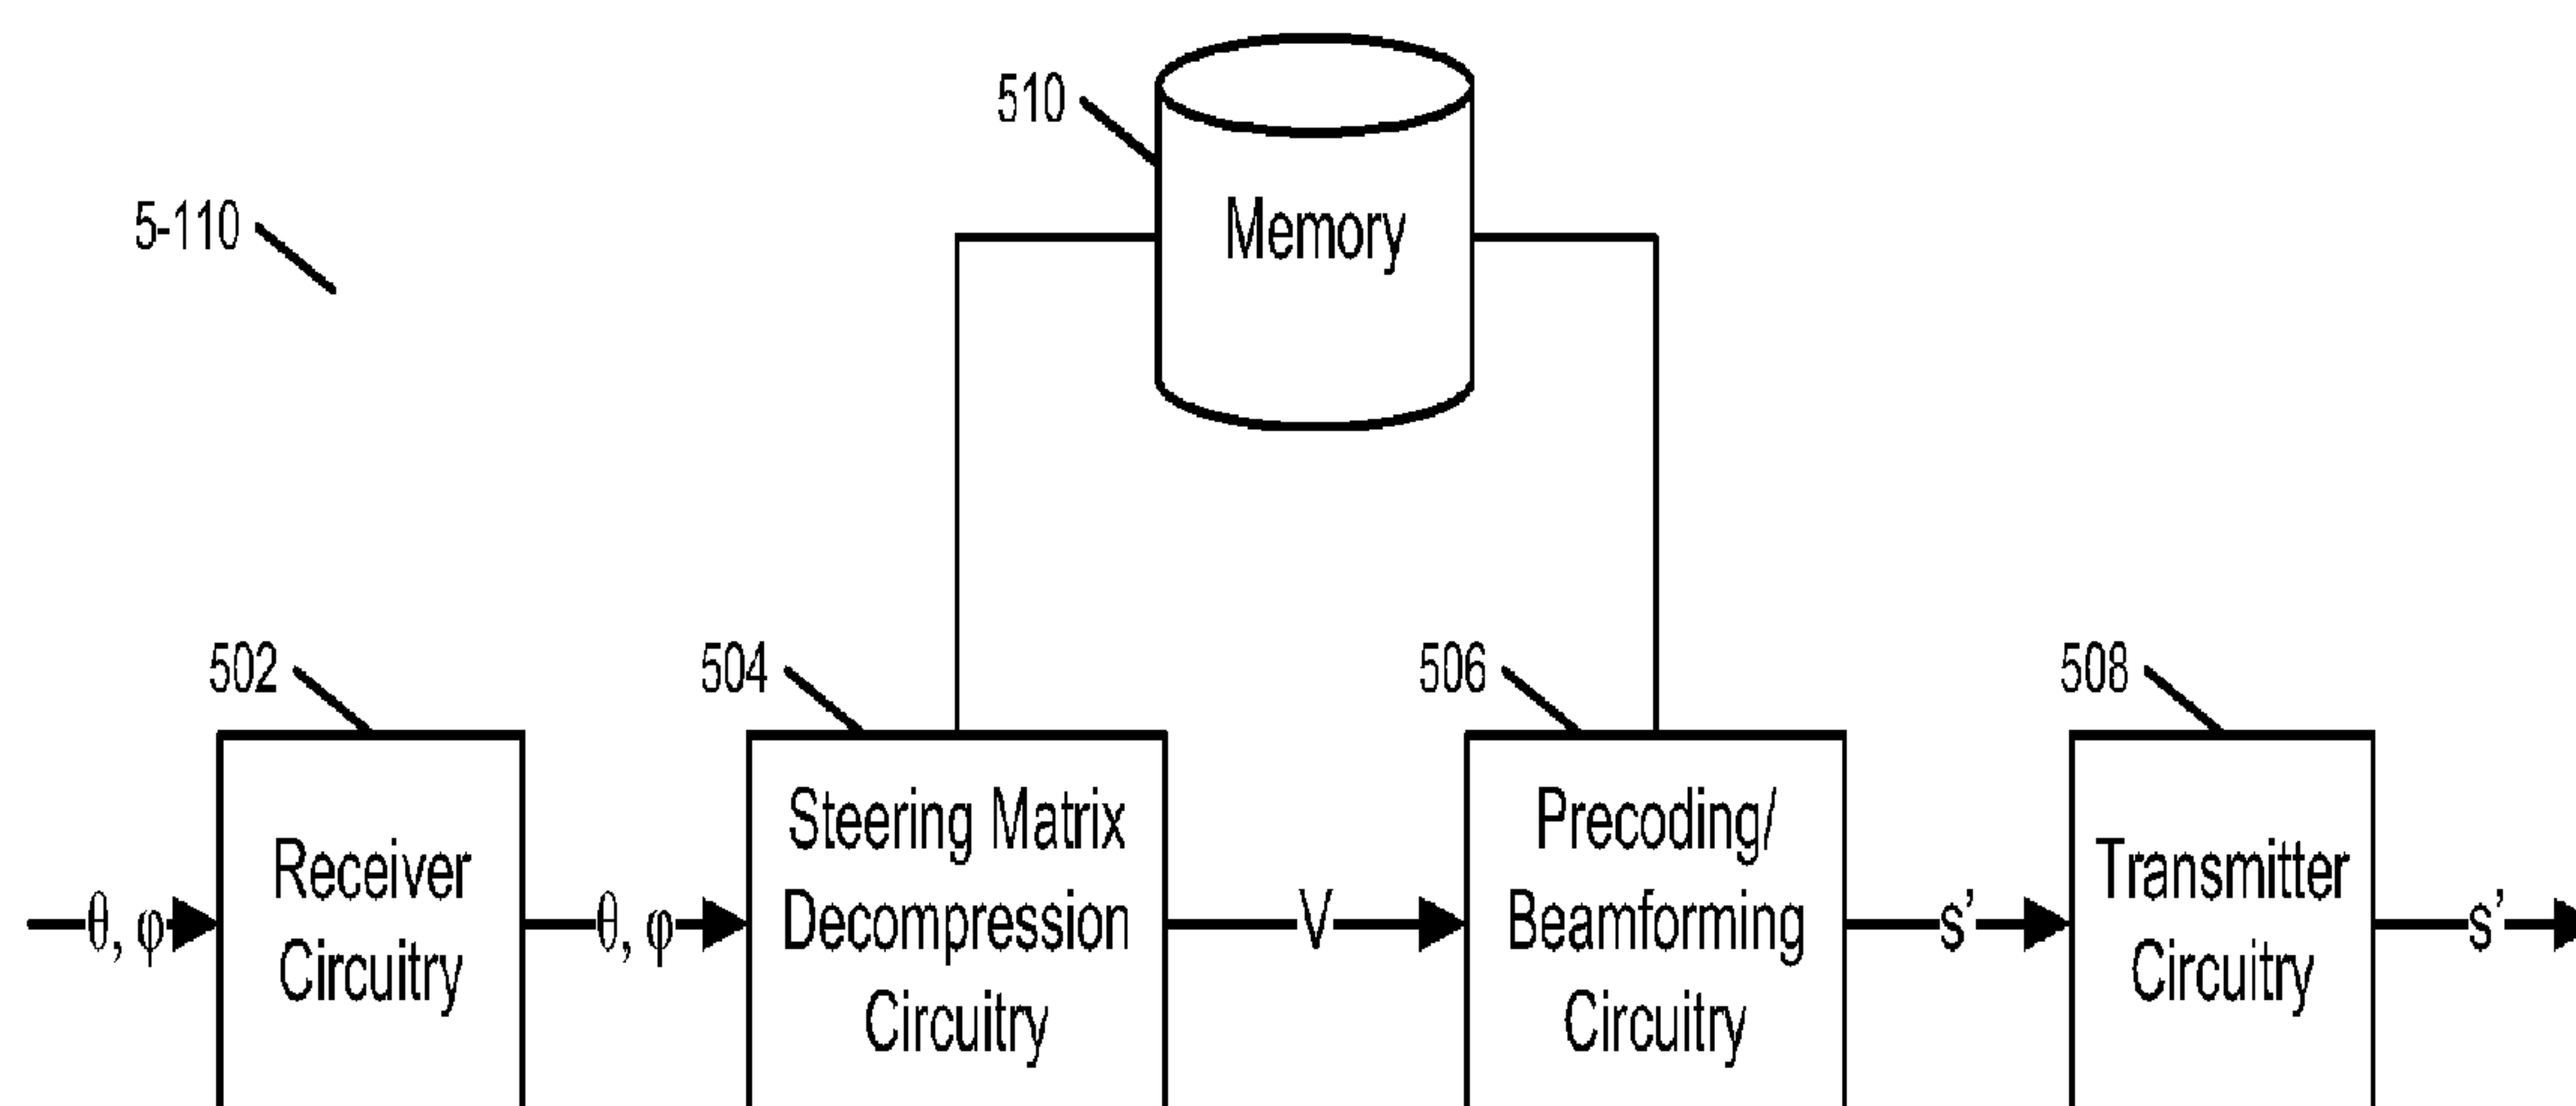 510
5-110
Memory
502
504
506
508
Receiver
Circuitry
Steering Matrix
Decompression
Circuitry
Precoding/
Beamforming
Circuitry
Transmitter
Circuitry
θ, φ
θ, φ
V
s’
s’